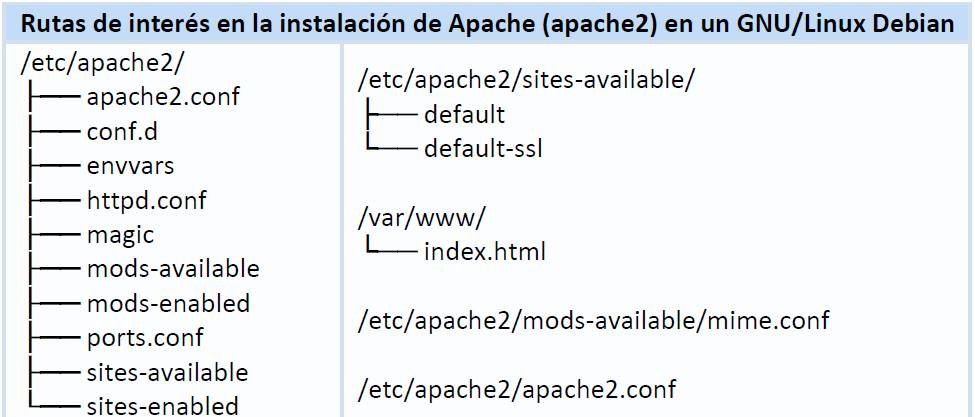 Rutas de interés en la instalación de Apache (apache2) en un GNU/Linux Debian
/etc/apache2/
├── apache2.conf
├── conf.d
├── envvars
├── httpd.conf
├── magic
├── mods-available
├── mods-enabled
├── ports.conf
├── sites-available
└── sites-enabled
/etc/apache2/sites-available/
├── default
└── default-ssl
/var/www/
└── index.html
/etc/apache2/mods-available/mime.conf
/etc/apache2/apache2.conf